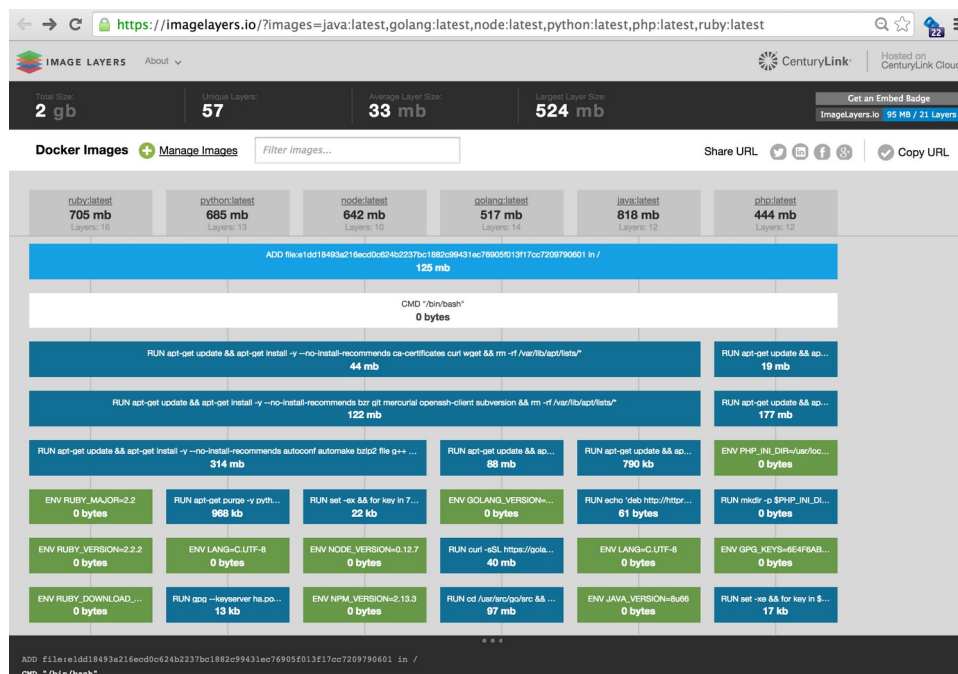 https://imagelayers.io/?images=java:latest,golang:latest,node:latest,python:latest,php:latest,ruby:latest
22
IMAGE LAYERS About
CenturyLink Hosted on
CenturyLink Cloud
Total Size: Unique Layers: Average Layer Size: Largest Layer Size:
2 gb 57 33 mb 524 mb
Get an Embed Badge
ImageLayers.io 95 MB / 21 Layers
Docker Images Manage Images Filter images... Share URL Copy URL
ruby:latest python:latest node:latest golang:latest java:latest php:latest
705 mb 685 mb 642 mb 517 mb 818 mb 444 mb
Layers: 16 Layers: 13 Layers: 10 Layers: 14 Layers: 12 Layers: 12
ADD file:e1dd18493a216ecd0c624b2237bc1882c99431ec76905f013f17cc7209790601 in /
125 mb
CMD "/bin/bash"
0 bytes
RUN apt-get update && apt-get install -y --no-install-recommends ca-certificates curl wget && rm -rf /var/lib/apt/lists/* RUN apt-get update && ap...
44 mb 19 mb
RUN apt-get update && apt-get install -y --no-install-recommends bzr git mercurial openssh-client subversion && rm -rf /var/lib/apt/lists/* RUN apt-get update && ap...
122 mb 177 mb
RUN apt-get update && apt-get install -y --no-install-recommends autoconf automake bzip2 file g++ ... RUN apt-get update && ap... RUN apt-get update && ap... ENV PHP_INI_DIR=/usr/loc...
314 mb 88 mb 790 kb 0 bytes
ENV RUBY_MAJOR=2.2 RUN apt-get purge -y pyth... RUN set -ex && for key in 7... ENV GOLANG_VERSION=... RUN echo 'deb http://httpr... RUN mkdir -p $PHP_INI_DI...
0 bytes 968 kb 22 kb 0 bytes 61 bytes 0 bytes
ENV RUBY_VERSION=2.2.2 ENV LANG=C.UTF-8 ENV NODE_VERSION=0.12.7 RUN curl -sSL https://gola... ENV LANG=C.UTF-8 ENV GPG_KEYS=6E4F6AB...
0 bytes 0 bytes 0 bytes 40 mb 0 bytes 0 bytes
ENV RUBY_DOWNLOAD_... RUN gpg --keyserver ha.po... ENV NPM_VERSION=2.13.3 RUN cd /usr/src/go/src && ... ENV JAVA_VERSION=8u66 RUN set -xe && for key in $...
0 bytes 13 kb 0 bytes 97 mb 0 bytes 17 kb
ADD file:e1dd18493a216ecd0c624b2237bc1882c99431ec76905f013f17cc7209790601 in /
CMD "/bin/bash"